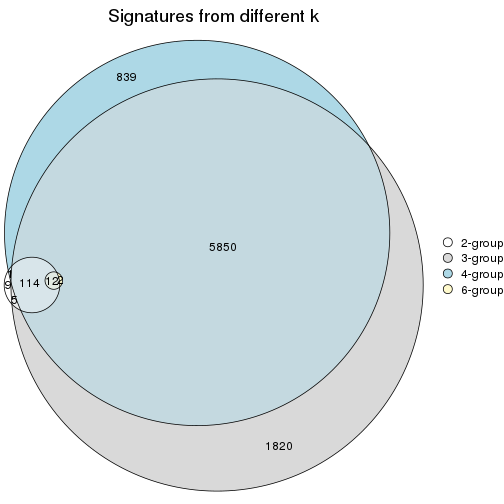 Signatures from different k
839
5850
1
114
12
2
9
5
1820
2-group
3-group
4-group
6-group